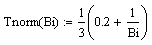 Tnorm(Bi) := 1/3 (0.2 + 1/Bi)